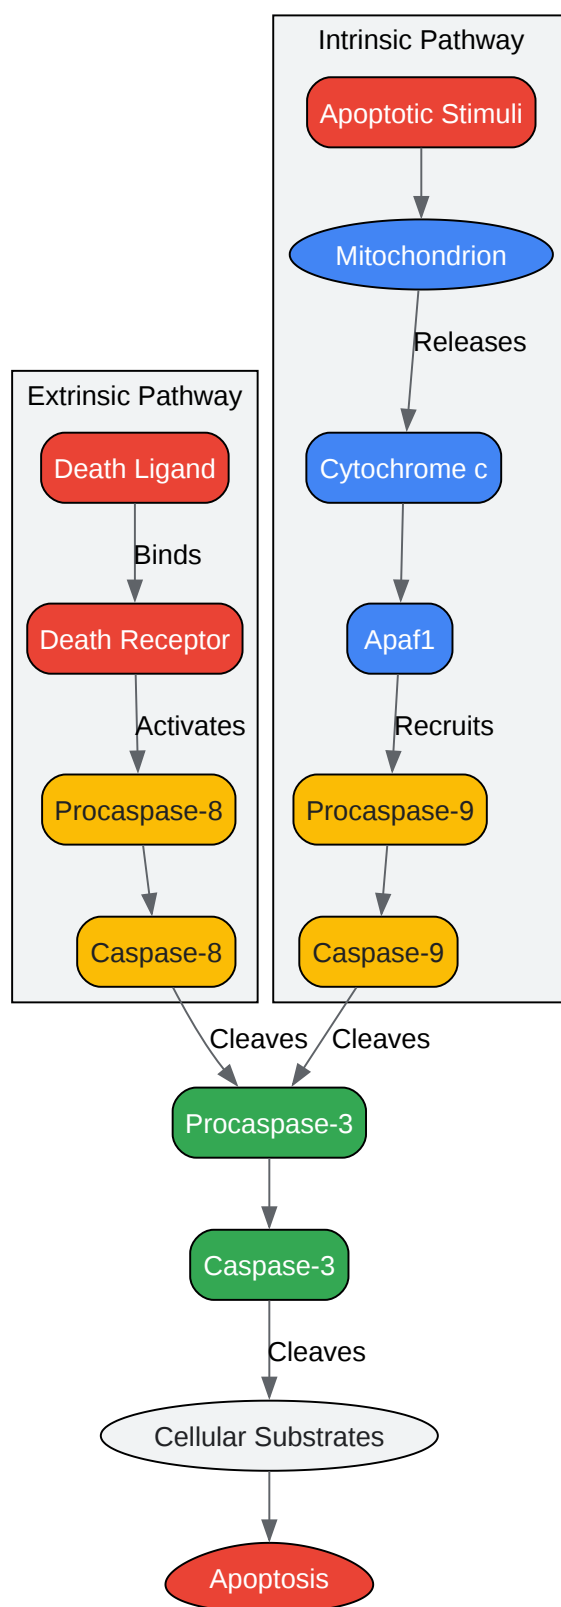 Intrinsic Pathway
Apoptotic Stimuli
Mitochondrion
Releases
Extrinsic Pathway
Death Ligand
Cytochrome c
Binds
Death Receptor
Apaf1
Activates
Recruits
Procaspase-8
Procaspase-9
Caspase-8
Caspase-9
Cleaves
Cleaves
Procaspase-3
Caspase-3
Cleaves
Cellular Substrates
Apoptosis